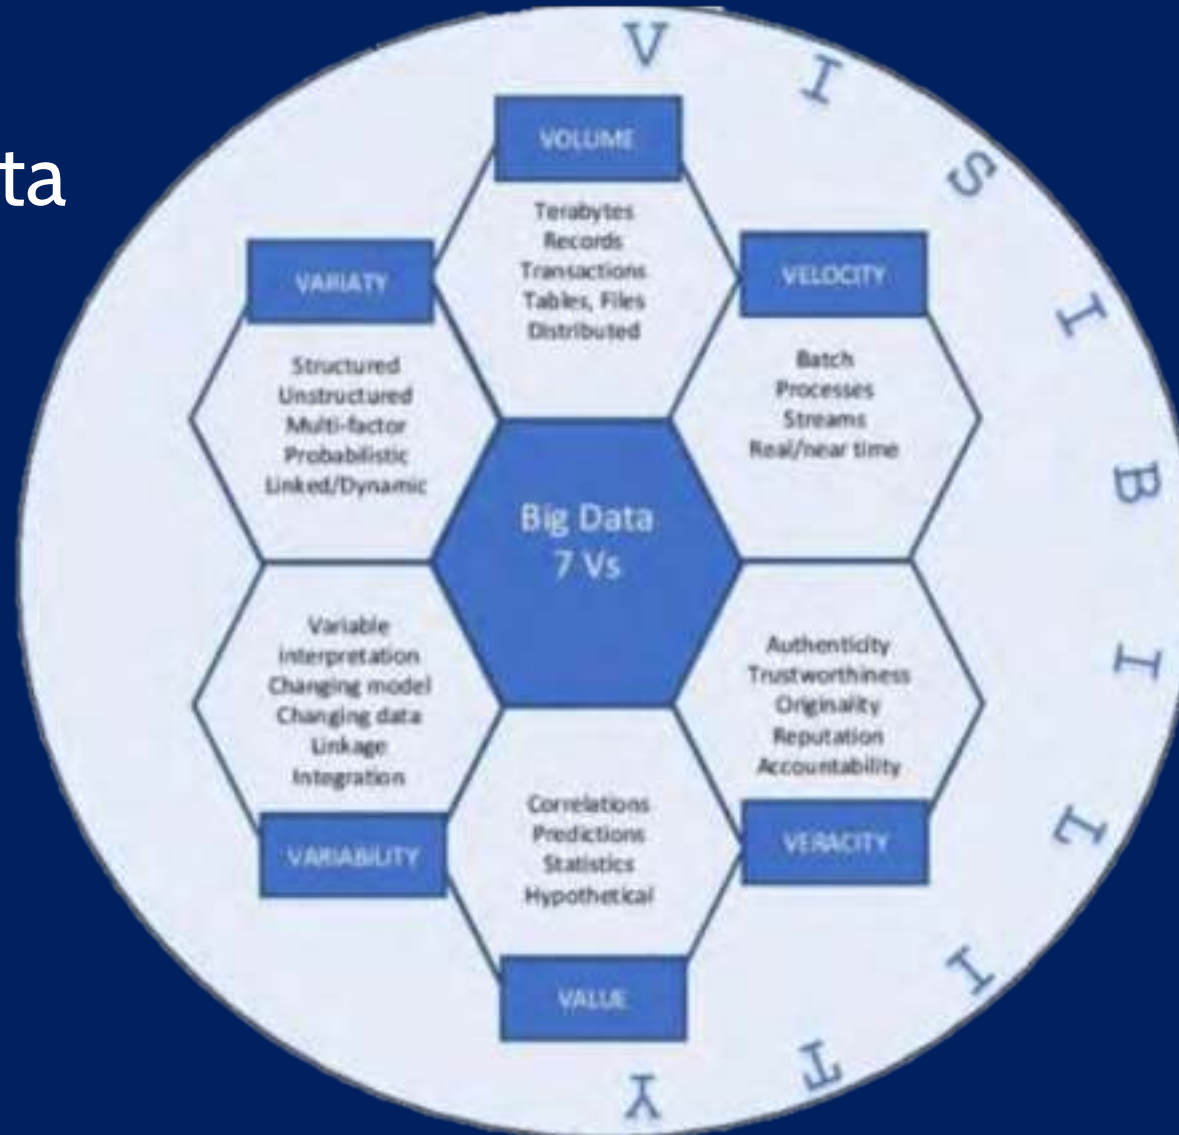 ta
V I S I B I L I T Y
VOLUME
Terabytes
Records
Transactions
Tables, Files
Distributed
VARIATY
Structured
Unstructured
Multi-factor
Probabilistic
Linked/Dynamic
VELOCITY
Batch
Processes
Streams
Real/near time
Big Data
7 Vs
Variable
interpretation
Changing model
Changing data
Linkage
Integration
VARIABILITY
Authenticity
Trustworthiness
Originality
Reputation
Accountability
VERACITY
Correlations
Predictions
Statistics
Hypothetical
VALUE